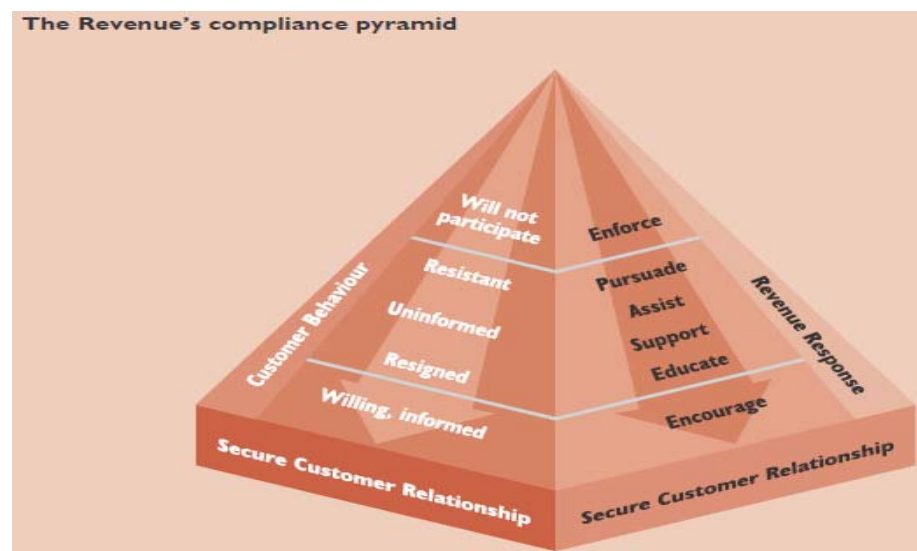 The Revenue's compliance pyramid
Customer Behaviour
Will not
participate
Resistant
Uninformed
Resigned
Willing, informed
Secure Customer Relationship
Enforce
Pursuade
Assist
Support
Educate
Encourage
Revenue Response
Secure Customer Relationship